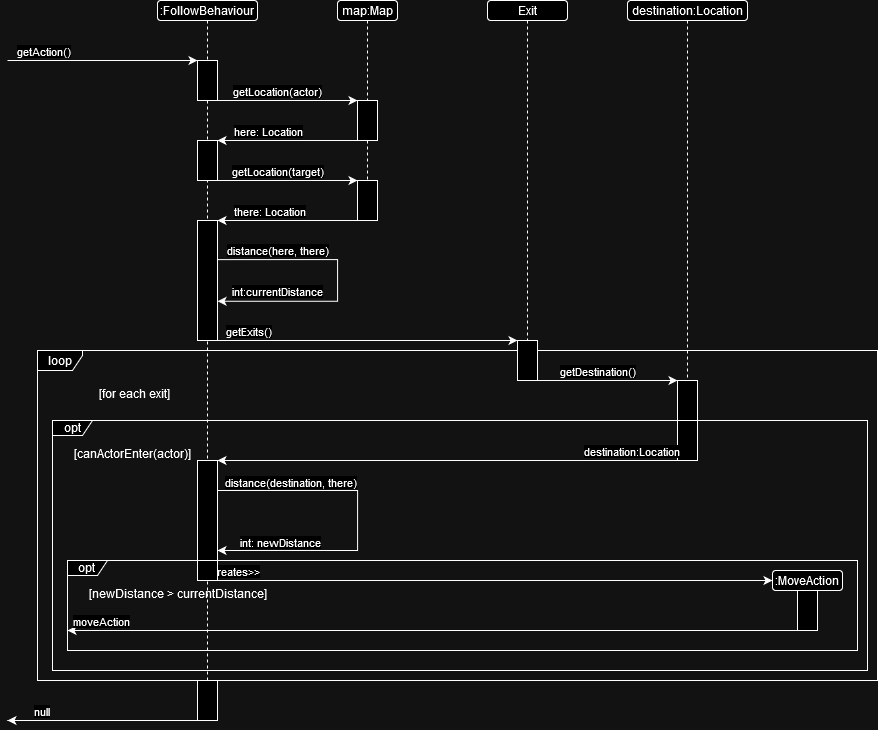 :FollowBehaviour
map:Map
Exit
destination:Location
getAction()
getLocation(actor)
here: Location
getLocation(target)
there: Location
distance(here, there)
int:currentDistance
getExits()
loop
getDestination()
[for each exit]
opt
[canActorEnter(actor)]
destination:Location
distance(destination, there)
int: newDistance
opt
reates>>
:MoveAction
[newDistance > currentDistance]
moveAction
null